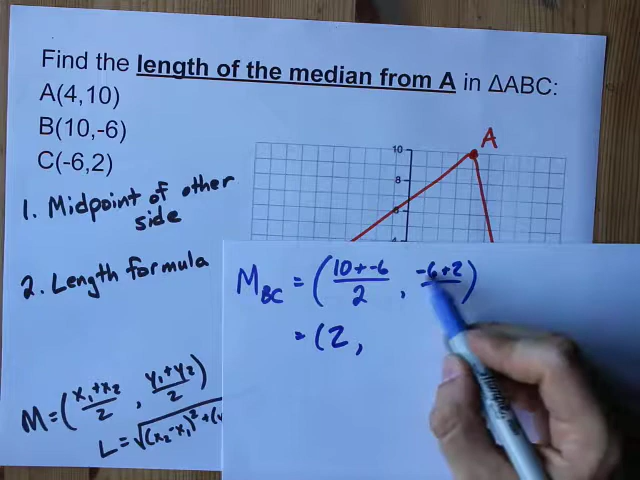 Find the length of the median from A in ΔABC:
A(4,10)
B(10,-6)
C(-6,2)
1. Midpoint of other
side
2. Length formula
M=(x₁+x₂/2 , y₁+y₂/2)
L=√(x₂-x₁)²+(
10
8
6
A
M_BC = (10+-6/2 , -6+2/)
= (2,